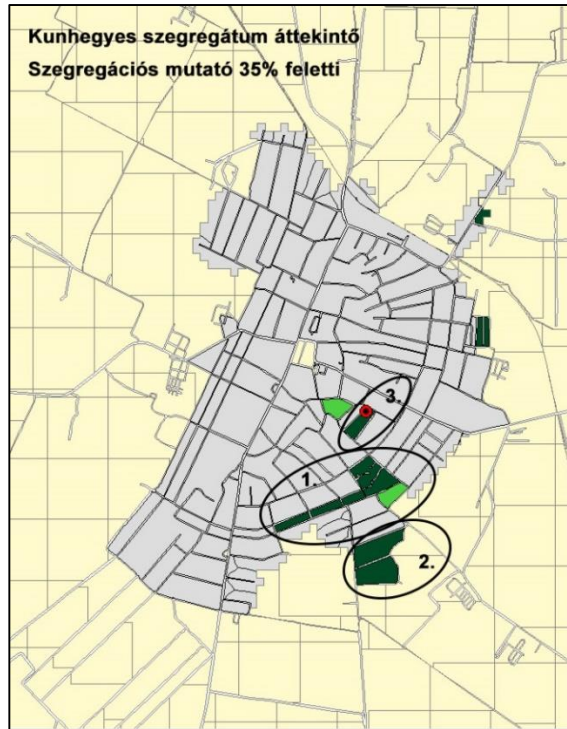 Kunhegyes szegregátum áttekintő
Szegregációs mutató 35% feletti
3.
1.
2.